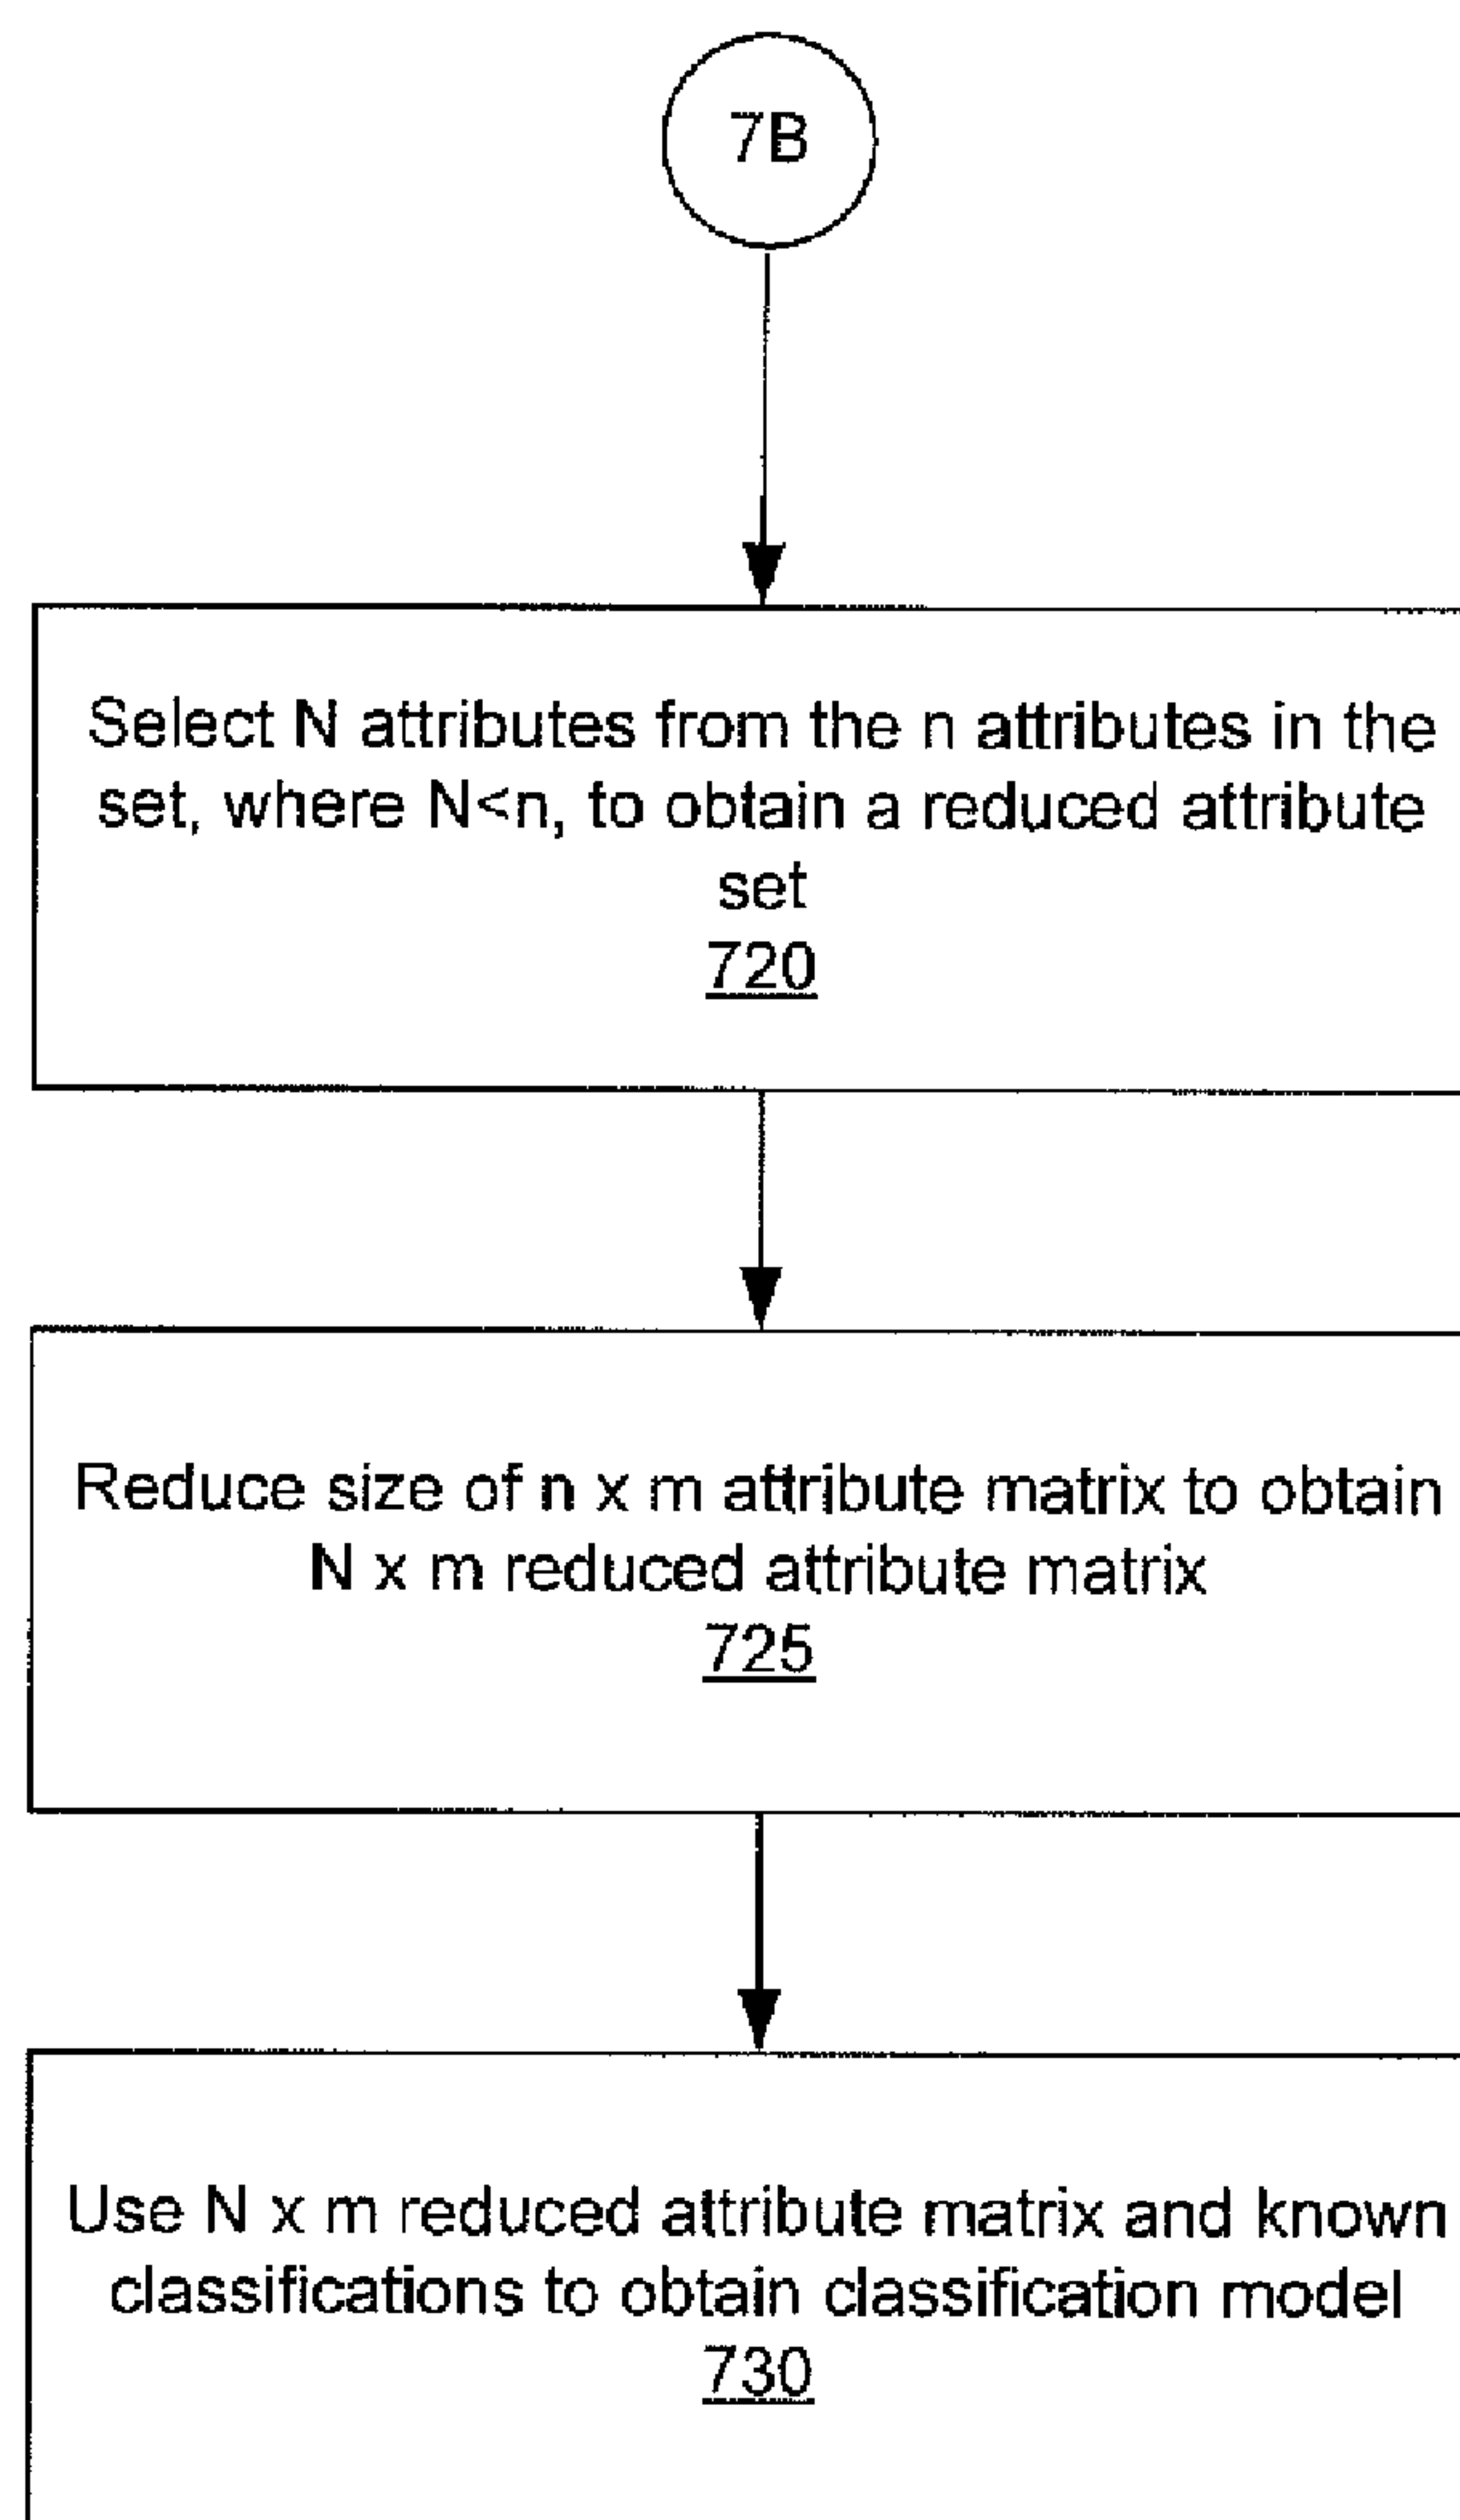 7B
Select N attributes from the n attributes in the
set, where N<n, to obtain a reduced attribute
set
720
Reduce size of n x m attribute matrix to obtain
N x m reduced attribute matrix
725
Use N x m reduced attribute matrix and known
classifications to obtain classification model
730